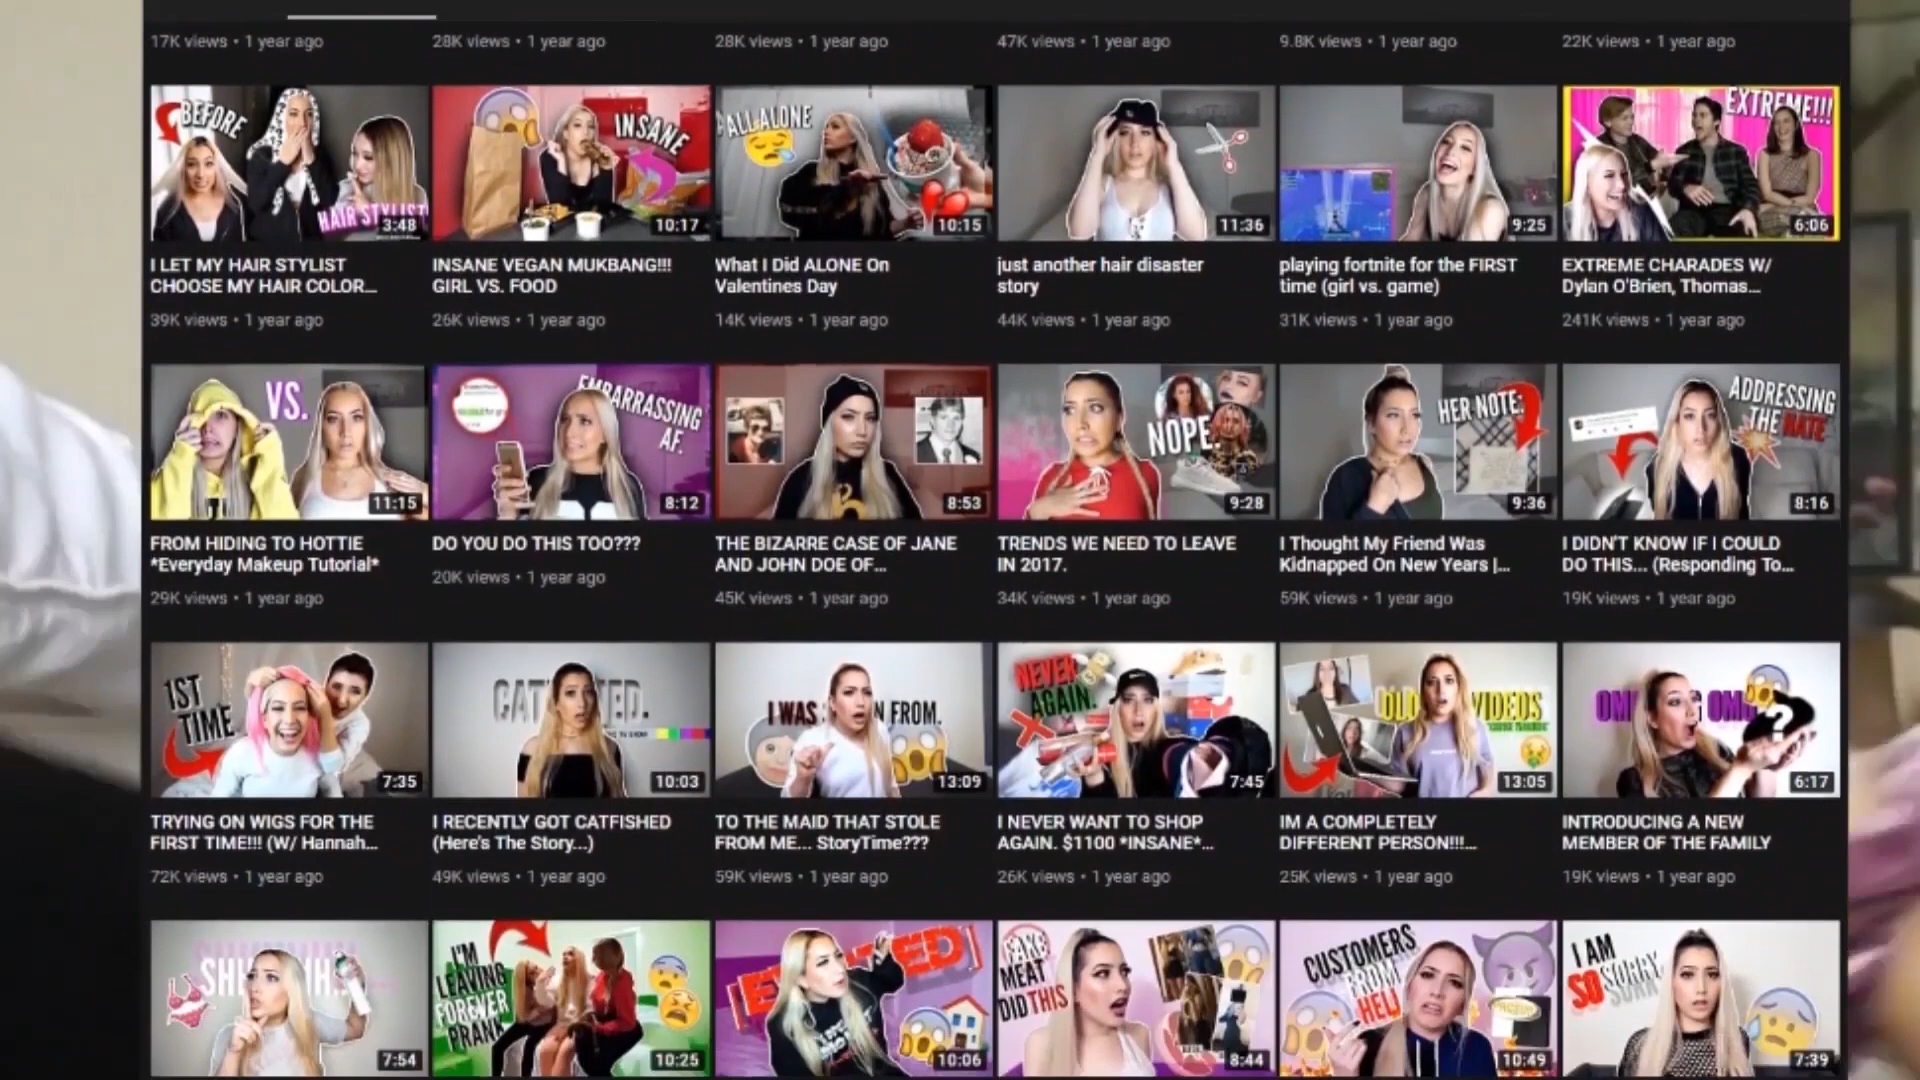 17K views • 1 year ago
28K views • 1 year ago
28K views • 1 year ago
47K views • 1 year ago
9.8K views • 1 year ago
22K views • 1 year ago
BEFORE
HAIR STYLIST
3:48
INSANE
10:17
ALL ALONE
10:15
11:36
9:25
EXTREME!!!
6:06
I LET MY HAIR STYLIST
CHOOSE MY HAIR COLOR...
39K views • 1 year ago
INSANE VEGAN MUKBANG!!!
GIRL VS. FOOD
26K views • 1 year ago
What I Did ALONE On
Valentines Day
14K views • 1 year ago
just another hair disaster
story
44K views • 1 year ago
playing fortnite for the FIRST
time (girl vs. game)
31K views • 1 year ago
EXTREME CHARADES W/
Dylan O'Brien, Thomas...
241K views • 1 year ago
VS.
11:15
EMBARRASSING
AF.
8:12
8:53
NOPE
9:28
HER NOTE:
9:36
ADDRESSING
THE HATE
8:16
FROM HIDING TO HOTTIE
*Everyday Makeup Tutorial*
29K views • 1 year ago
DO YOU DO THIS TOO???
20K views • 1 year ago
THE BIZARRE CASE OF JANE
AND JOHN DOE OF...
45K views • 1 year ago
TRENDS WE NEED TO LEAVE
IN 2017.
34K views • 1 year ago
I Thought My Friend Was
Kidnapped On New Years |...
59K views • 1 year ago
I DIDN'T KNOW IF I COULD
DO THIS... (Responding To...
19K views • 1 year ago
1ST
TIME
7:35
CAT ED.
10:03
I WAS N FROM.
13:09
NEVER
AGAIN.
7:45
OLD VIDEOS
13:05
OM G OM
?
6:17
TRYING ON WIGS FOR THE
FIRST TIME!!! (W/ Hannah...
72K views • 1 year ago
I RECENTLY GOT CATFISHED
(Here's The Story...)
49K views • 1 year ago
TO THE MAID THAT STOLE
FROM ME... StoryTime???
59K views • 1 year ago
I NEVER WANT TO SHOP
AGAIN. $1100 *INSANE*...
26K views • 1 year ago
IM A COMPLETELY
DIFFERENT PERSON!!!...
25K views • 1 year ago
INTRODUCING A NEW
MEMBER OF THE FAMILY
19K views • 1 year ago
7:54
I'M
LEAVING
FOREVER
PRANK
10:25
10:06
FAKE
MEAT
DID THIS
8:44
CUSTOMERS
FROM
HELL
10:49
I AM
SO SORRY
7:39